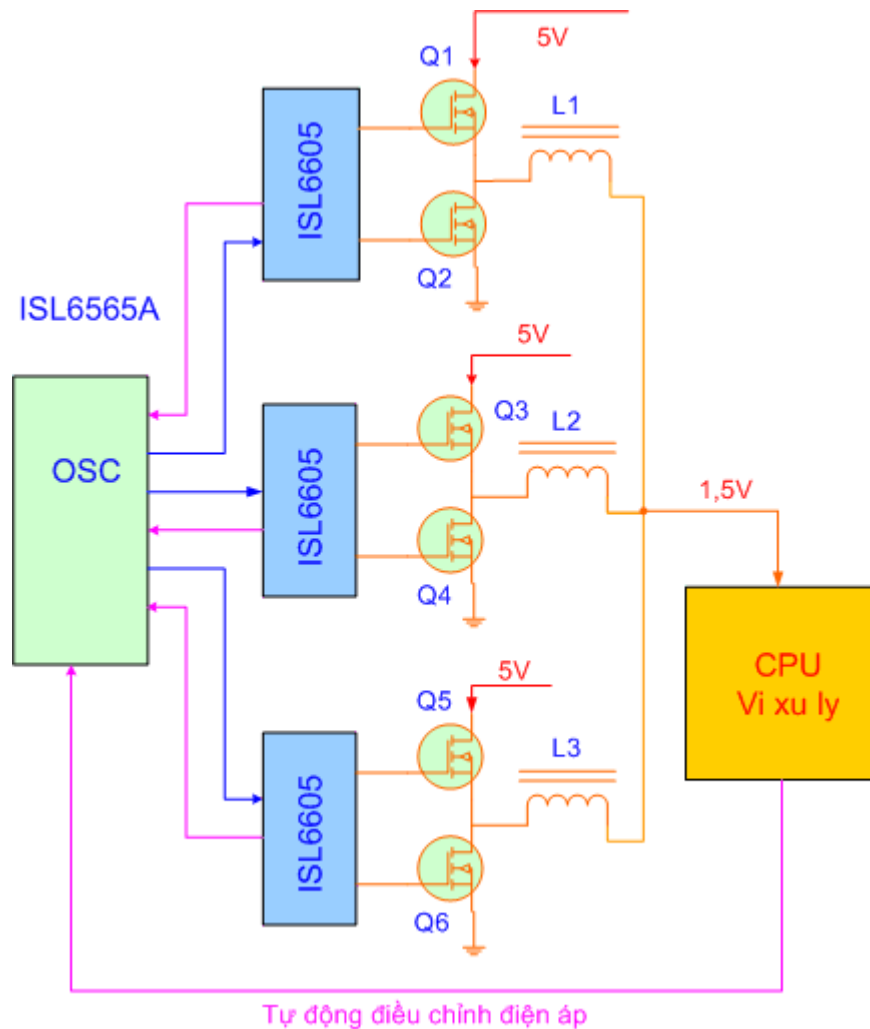 5V
Q1
L1
ISL6605
Q2
ISL6565A
5V
Q3
L2
OSC
ISL6605
1,5V
Q4
CPU
Vi xu ly
5V
Q5
L3
ISL6605
Q6
Tự động điều chỉnh điện áp